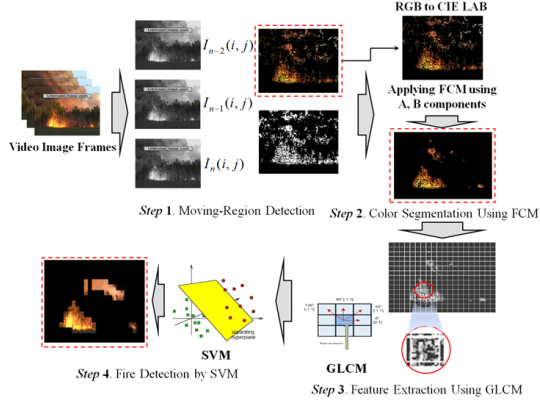 RGB to CIE LAB
I_{n-2}(i, j)
I_{n-1}(i, j)
Applying FCM using
A, B components
Video Image Frames
I_n(i, j)
Step 1. Moving-Region Detection
Step 2. Color Segmentation Using FCM
separating
hyperplane
SVM
GLCM
Step 4. Fire Detection by SVM
Step 3. Feature Extraction Using GLCM